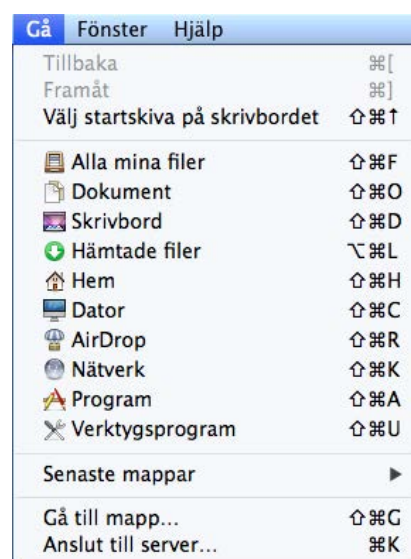 Gå Fönster Hjälp
Tillbaka ⌘[
Framåt ⌘]
Välj startskiva på skrivbordet ⇧⌘↑
Alla mina filer ⇧⌘F
Dokument ⇧⌘O
Skrivbord ⇧⌘D
Hämtade filer ⌥⌘L
Hem ⇧⌘H
Dator ⇧⌘C
AirDrop ⇧⌘R
Nätverk ⇧⌘K
Program ⇧⌘A
Verktygsprogram ⇧⌘U
Senaste mappar ▶
Gå till mapp... ⇧⌘G
Anslut till server... ⌘K